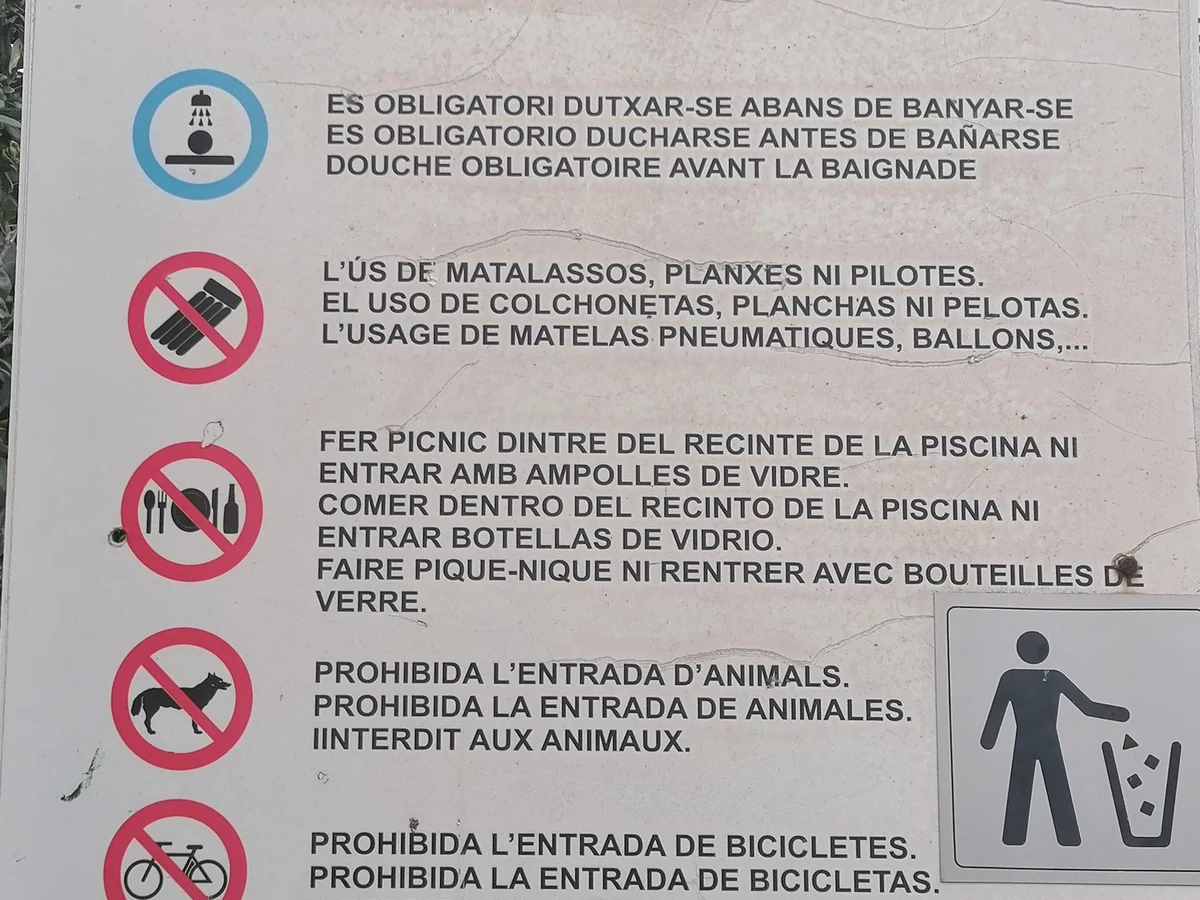 ES OBLIGATORI DUTXAR-SE ABANS DE BANYAR-SE
ES OBLIGATORIO DUCHARSE ANTES DE BAÑARSE
DOUCHE OBLIGATOIRE AVANT LA BAIGNADE
L'ÚS DE MATALASSOS, PLANXES NI PILOTES.
EL USO DE COLCHONETAS, PLANCHAS NI PELOTAS.
L'USAGE DE MATELAS PNEUMATIQUES, BALLONS,...
FER PICNIC DINTRE DEL RECINTE DE LA PISCINA NI
ENTRAR AMB AMPOLLES DE VIDRE.
COMER DENTRO DEL RECINTO DE LA PISCINA NI
ENTRAR BOTELLAS DE VIDRIO.
FAIRE PIQUE-NIQUE NI RENTRER AVEC BOUTEILLES DE
VERRE.
PROHIBIDA L'ENTRADA D'ANIMALS.
PROHIBIDA LA ENTRADA DE ANIMALES.
IINTERDIT AUX ANIMAUX.
PROHIBIDA L'ENTRADA DE BICICLETES.
PROHIBIDA LA ENTRADA DE BICICLETAS.